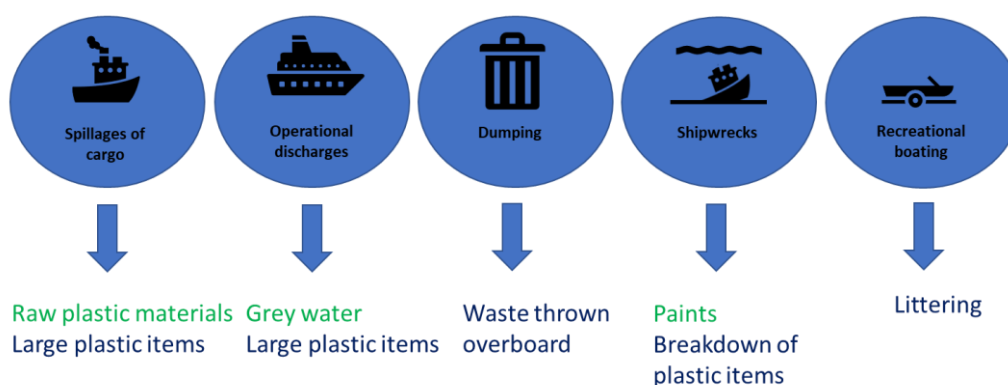 Spillages of
cargo
Operational
discharges
Dumping
Shipwrecks
Recreational
boating
Raw plastic materials
Large plastic items
Grey water
Large plastic items
Waste thrown
overboard
Paints
Breakdown of
plastic items
Littering